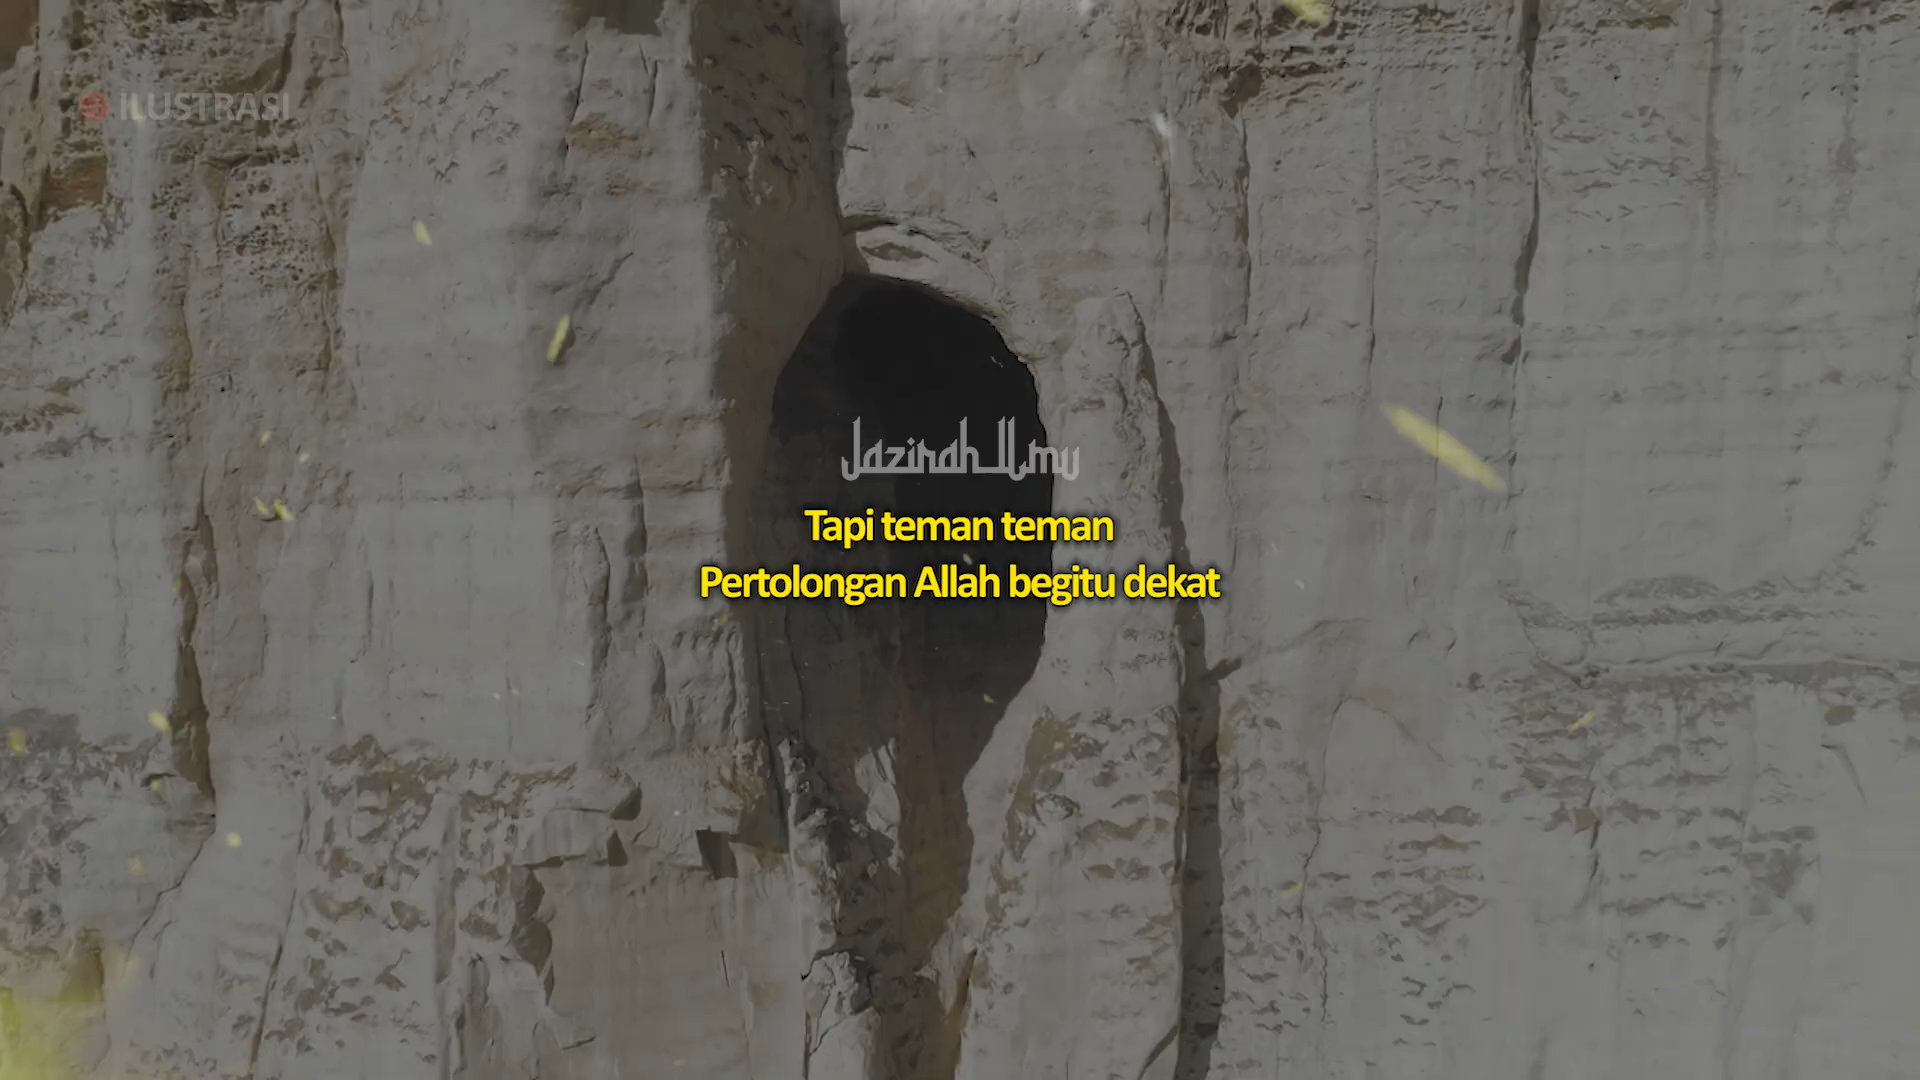 iLUSTRASI
Jazirah Ilmu
Tapi teman teman
Pertolongan Allah begitu dekat